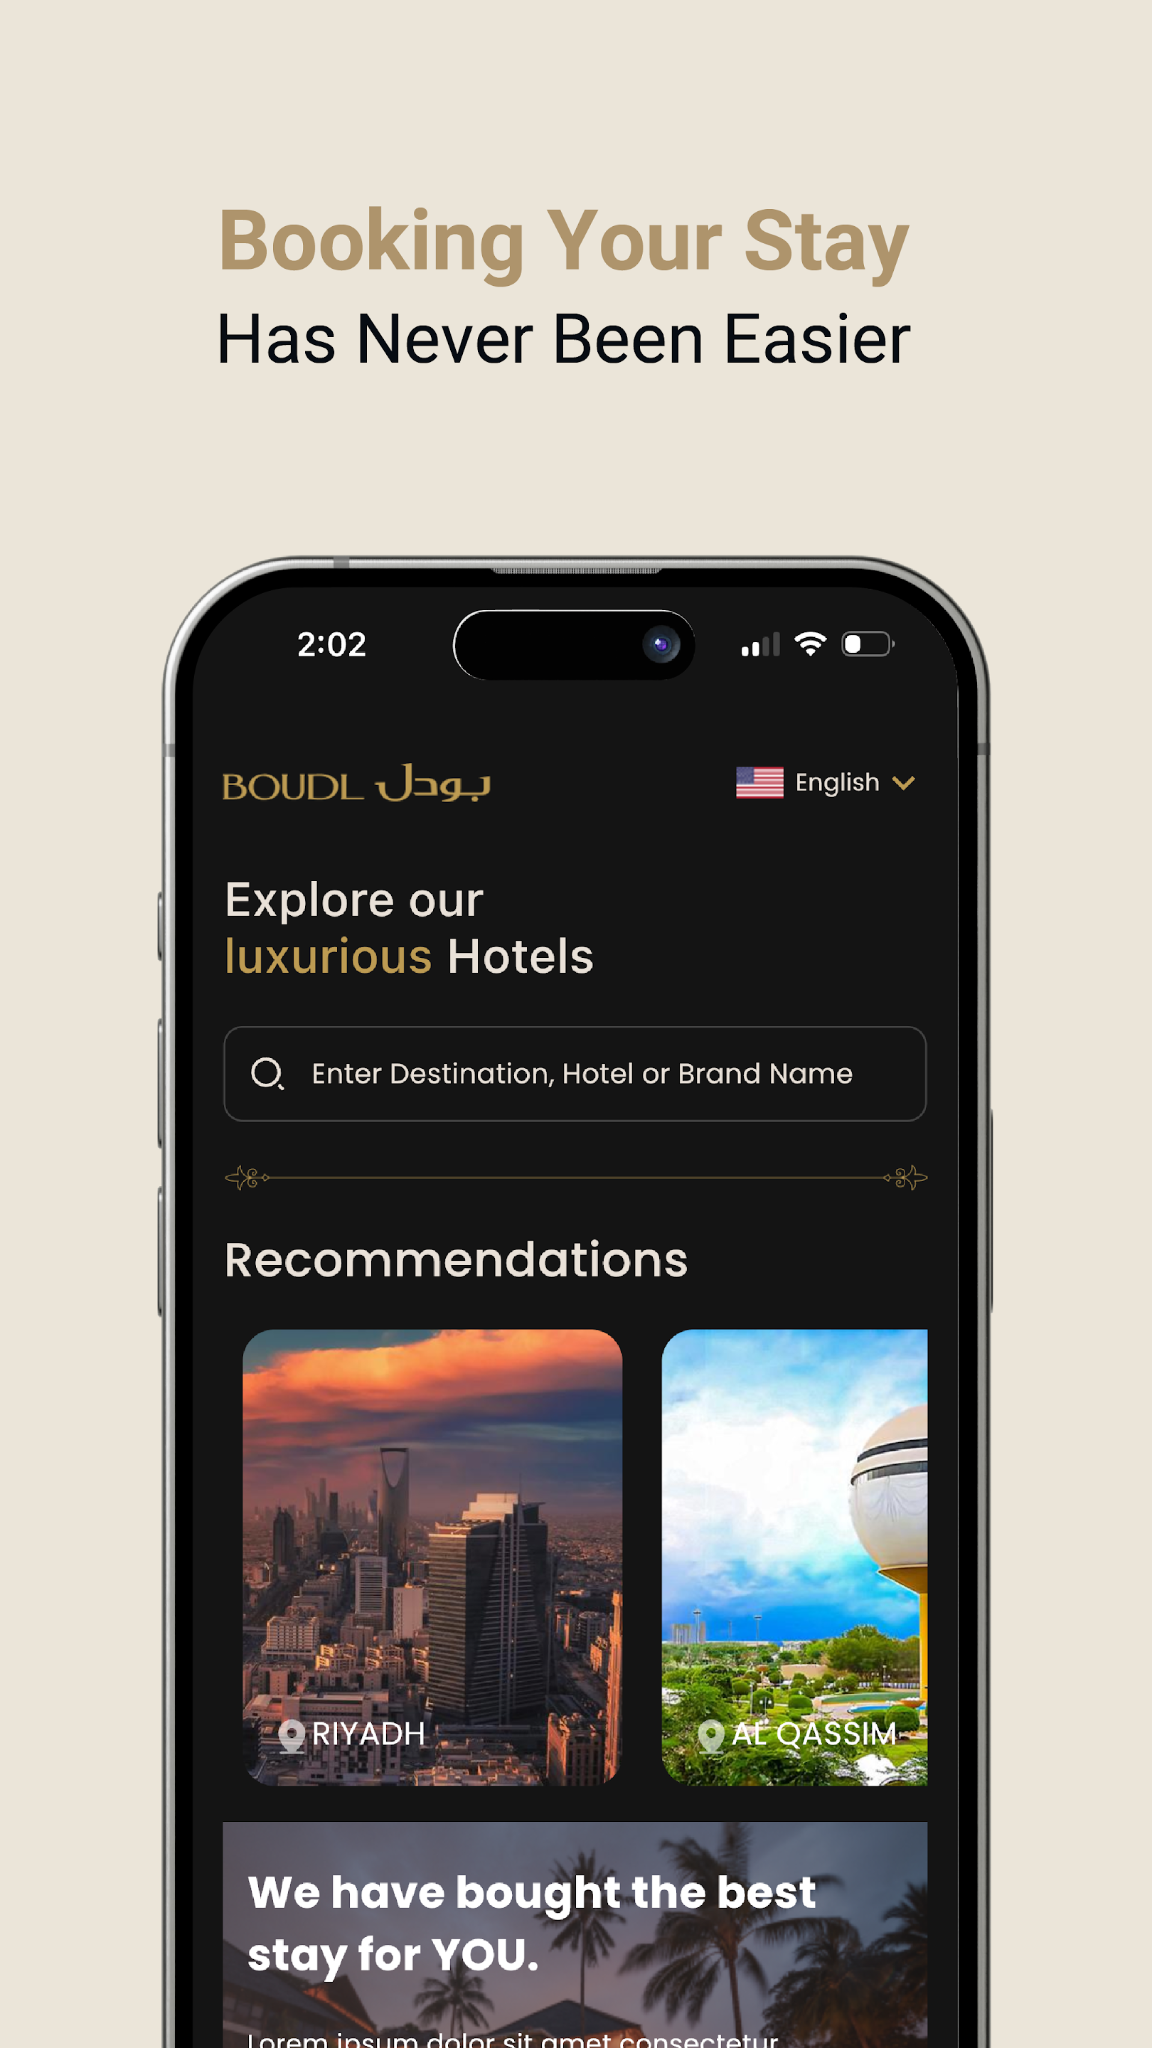 Booking Your Stay
Has Never Been Easier
2:02
BOUDL بودل
English
Explore our
luxurious Hotels
Enter Destination, Hotel or Brand Name
Recommendations
RIYADH
AL QASSIM
We have bought the best
stay for YOU.
Lorem ipsum dolor sit amet consectetur